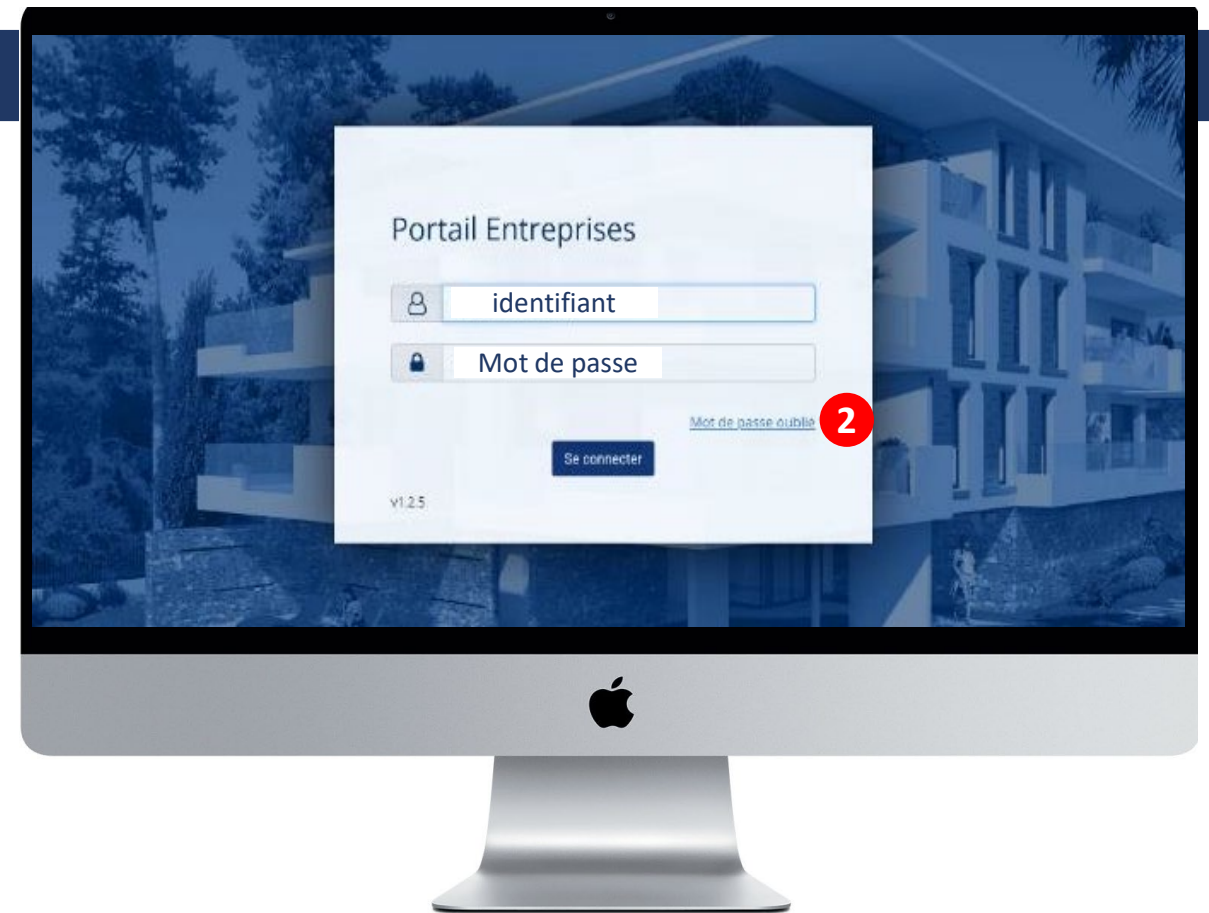 Portail Entreprises
identifiant
Mot de passe
Mot de passe oublié 2
Se connecter
v1.2.5